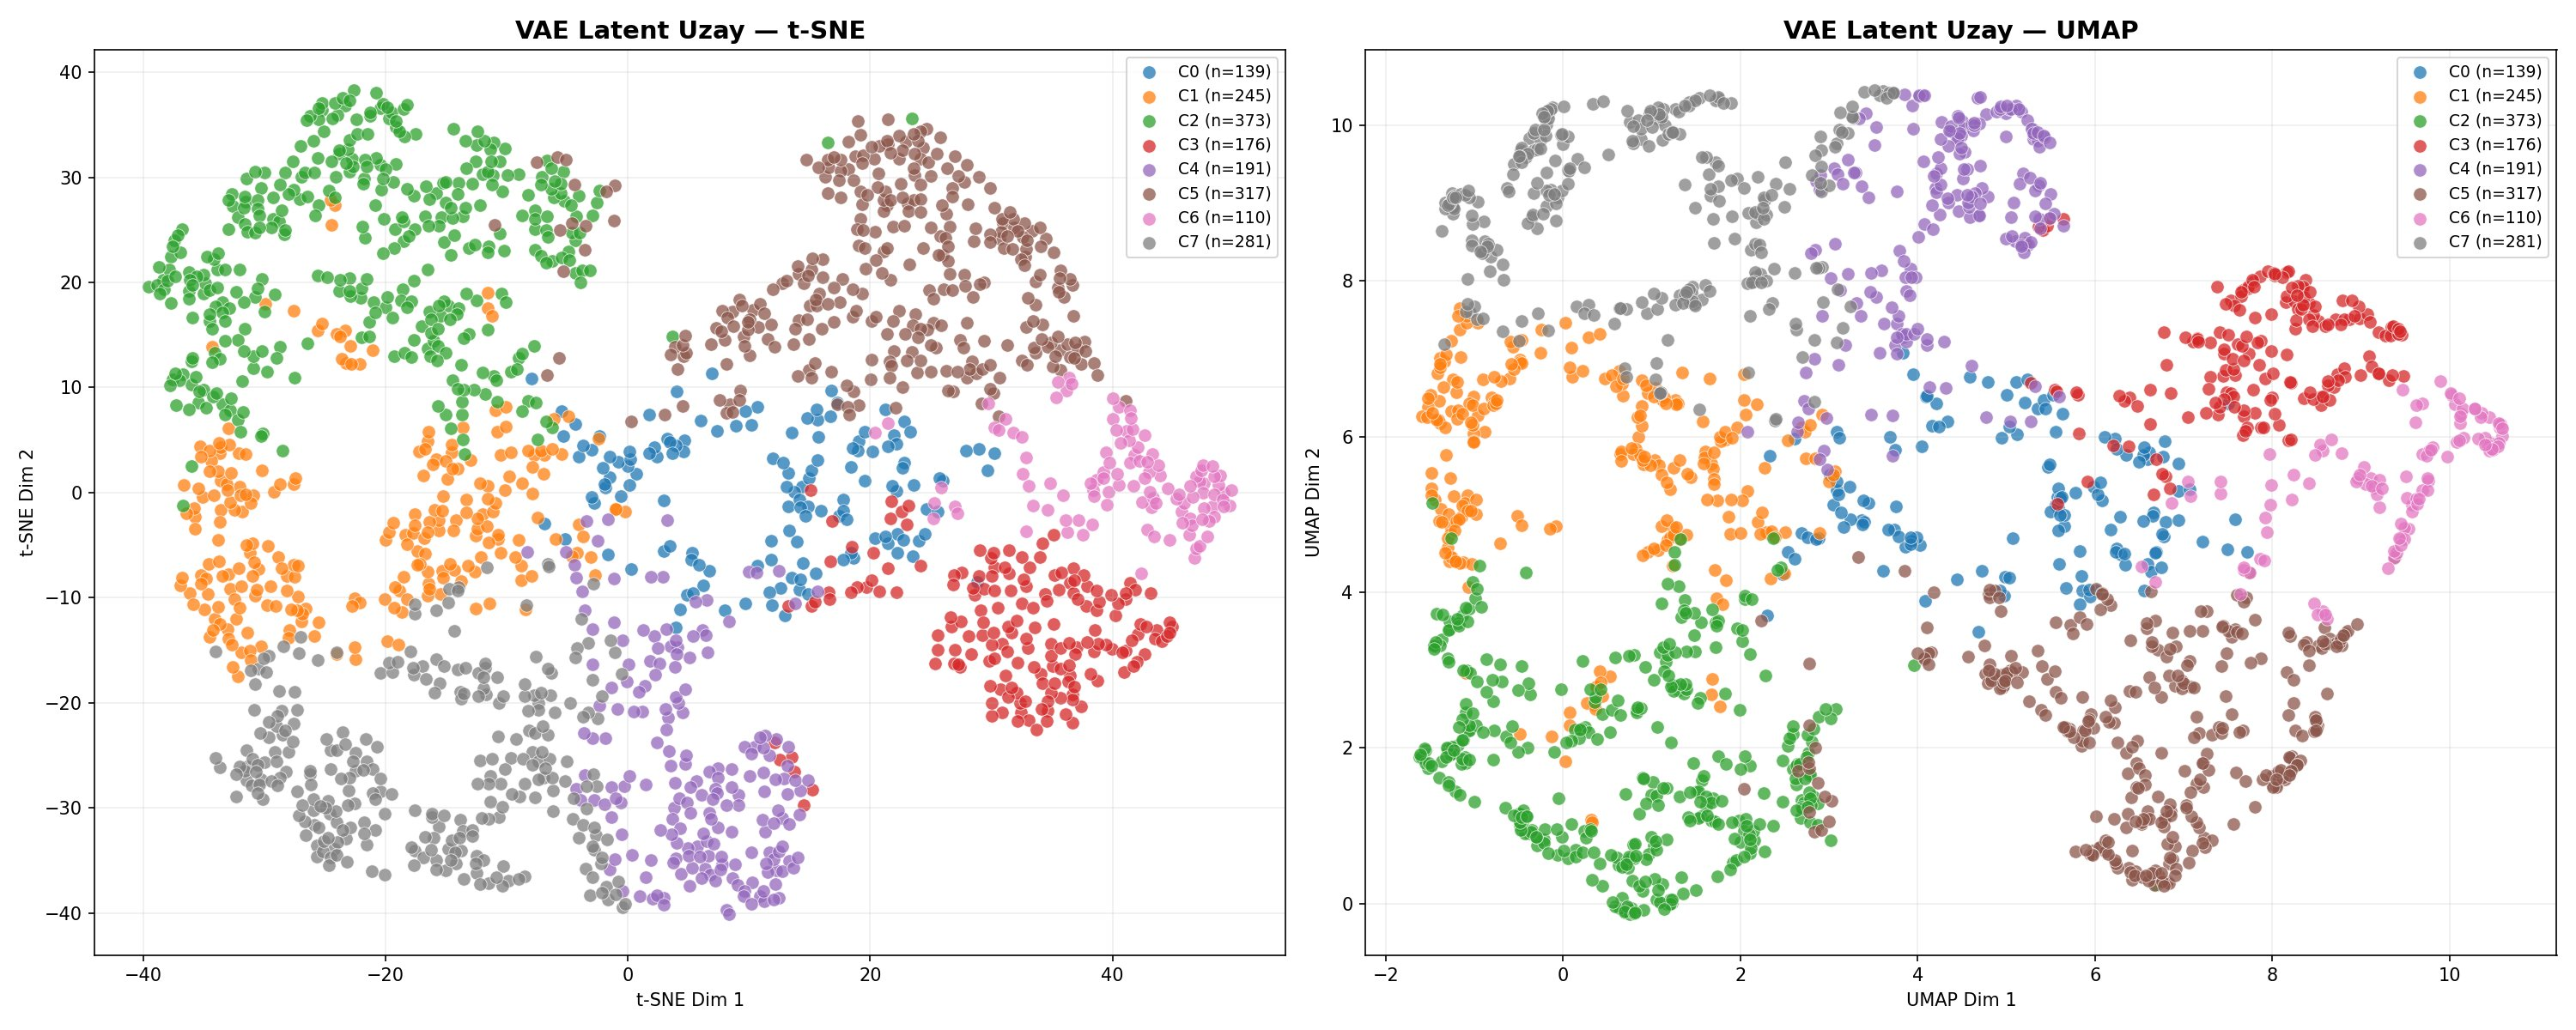 VAE Latent Uzay — t-SNE
40
30
20
10
0
−10
−20
−30
−40
t-SNE Dim 2
−40
−20
0
20
40
t-SNE Dim 1
C0 (n=139)
C1 (n=245)
C2 (n=373)
C3 (n=176)
C4 (n=191)
C5 (n=317)
C6 (n=110)
C7 (n=281)
VAE Latent Uzay — UMAP
10
8
6
4
2
0
UMAP Dim 2
−2
0
2
4
6
8
10
UMAP Dim 1
C0 (n=139)
C1 (n=245)
C2 (n=373)
C3 (n=176)
C4 (n=191)
C5 (n=317)
C6 (n=110)
C7 (n=281)